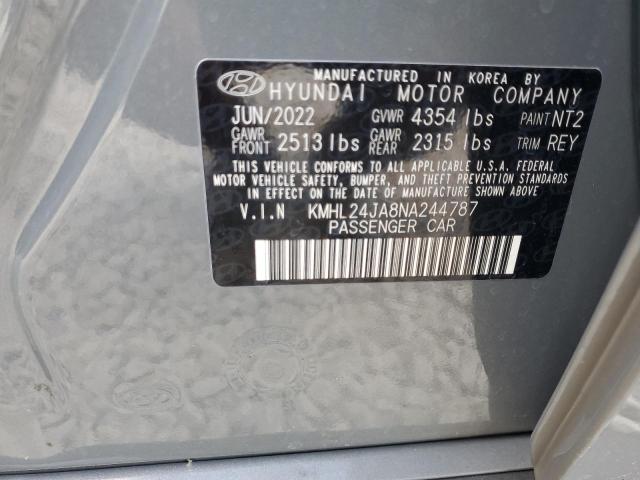 MANUFACTURED IN KOREA BY
HYUNDAI MOTOR COMPANY
JUN/2022 GVWR 4354 lbs PAINT NT2
GAWR FRONT 2513 lbs GAWR REAR 2315 lbs TRIM REY
THIS VEHICLE CONFORMS TO ALL APPLICABLE U.S.A. FEDERAL
MOTOR VEHICLE SAFETY, BUMPER, AND THEFT PREVENTION STANDARDS
IN EFFECT ON THE DATE OF MANUFACTURE SHOWN ABOVE.
V.I.N KMHL24JA8NA244787
PASSENGER CAR